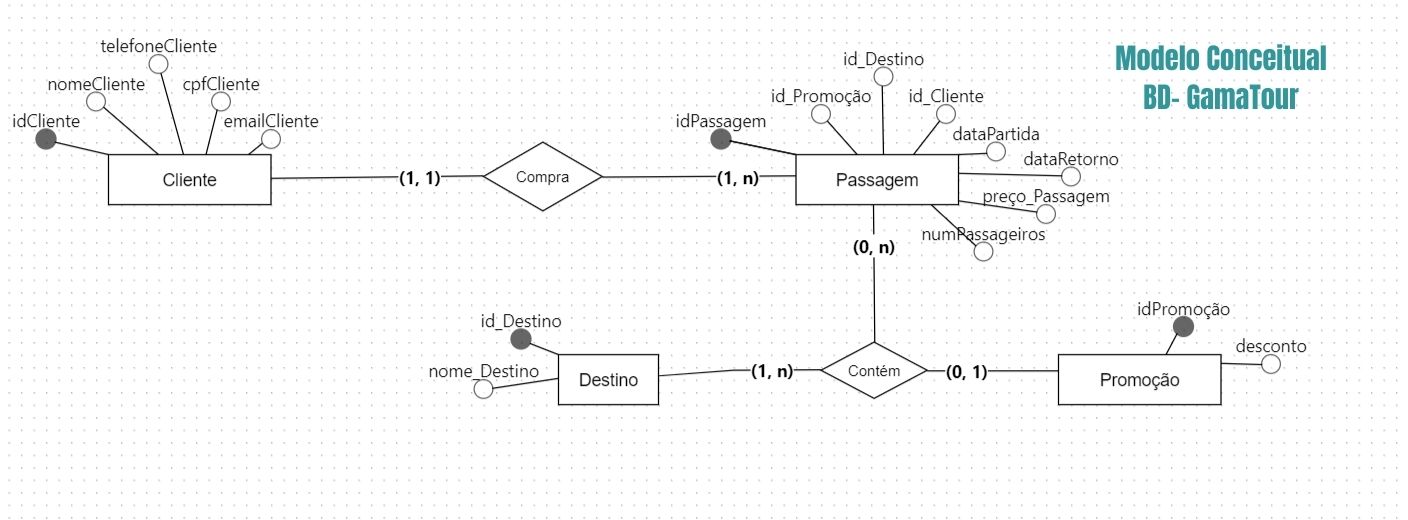 Modelo Conceitual
BD- GamaTour
telefoneCliente
nomeCliente
cpfCliente
idCliente
emailCliente
Cliente
(1, 1)
Compra
(1, n)
id_Destino
id_Promoção
id_Cliente
idPassagem
dataPartida
dataRetorno
Passagem
preço_Passagem
numPassageiros
(0, n)
id_Destino
nome_Destino
Destino
(1, n)
Contém
(0, 1)
idPromoção
desconto
Promoção